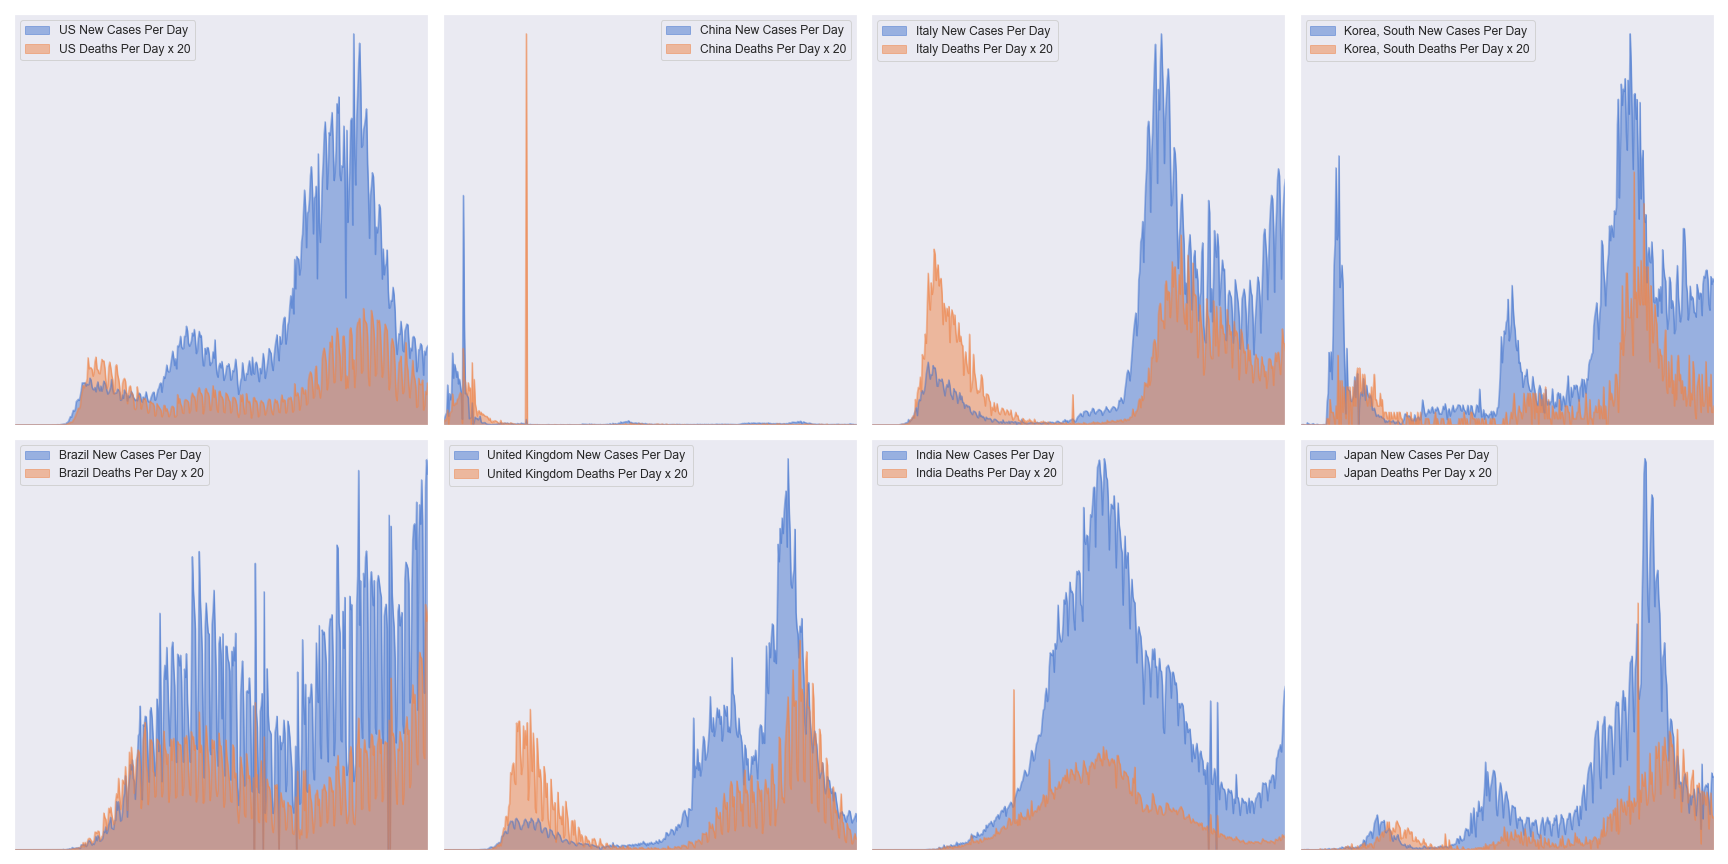 US New Cases Per Day
US Deaths Per Day x 20
China New Cases Per Day
China Deaths Per Day x 20
Italy New Cases Per Day
Italy Deaths Per Day x 20
Korea, South New Cases Per Day
Korea, South Deaths Per Day x 20
Brazil New Cases Per Day
Brazil Deaths Per Day x 20
United Kingdom New Cases Per Day
United Kingdom Deaths Per Day x 20
India New Cases Per Day
India Deaths Per Day x 20
Japan New Cases Per Day
Japan Deaths Per Day x 20